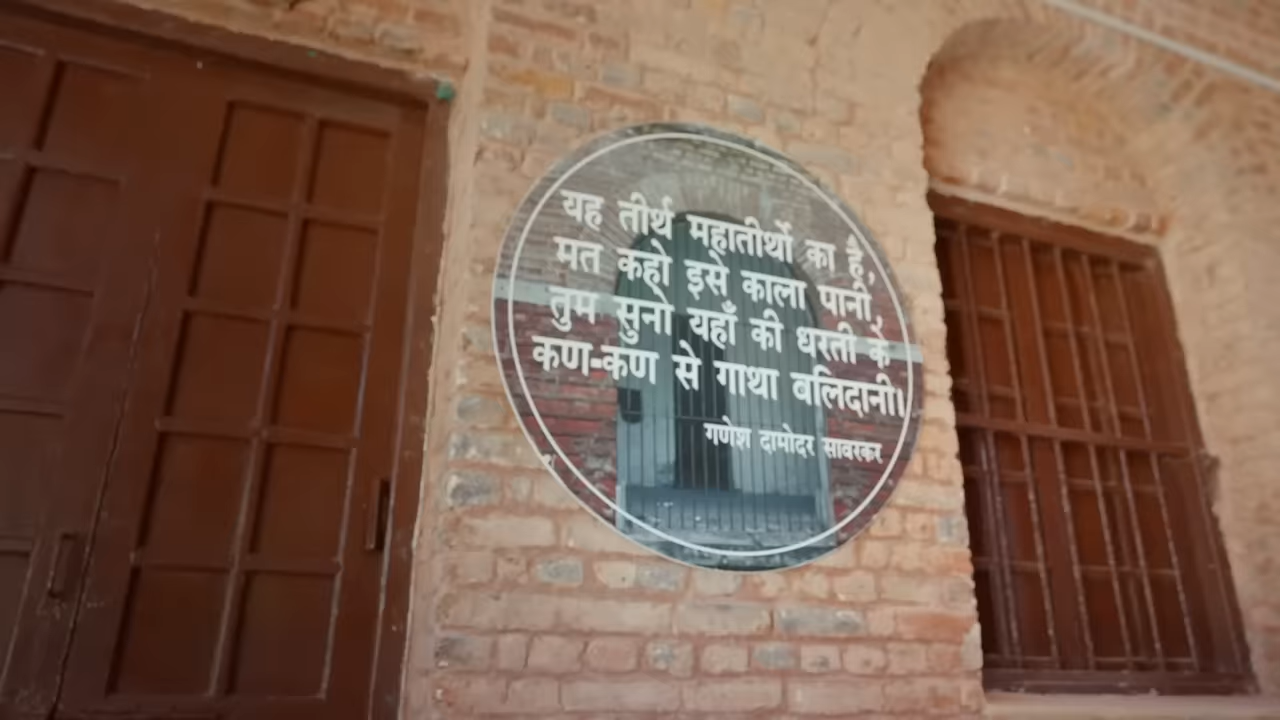 यह तीर्थ महातीर्थों का है,
मत कहो इसे काला पानी,
तुम सुनो यहाँ की धरती के
कण-कण से गाथा बलिदानी।
गणेश दामोदर सावरकर